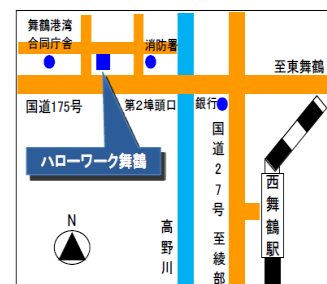 舞鶴港湾
合同庁舎
消防署
至東舞鶴
国道175号
第2埠頭口
銀行
ハローワーク舞鶴
国道27号 至綾部
西舞鶴駅
高野川
N